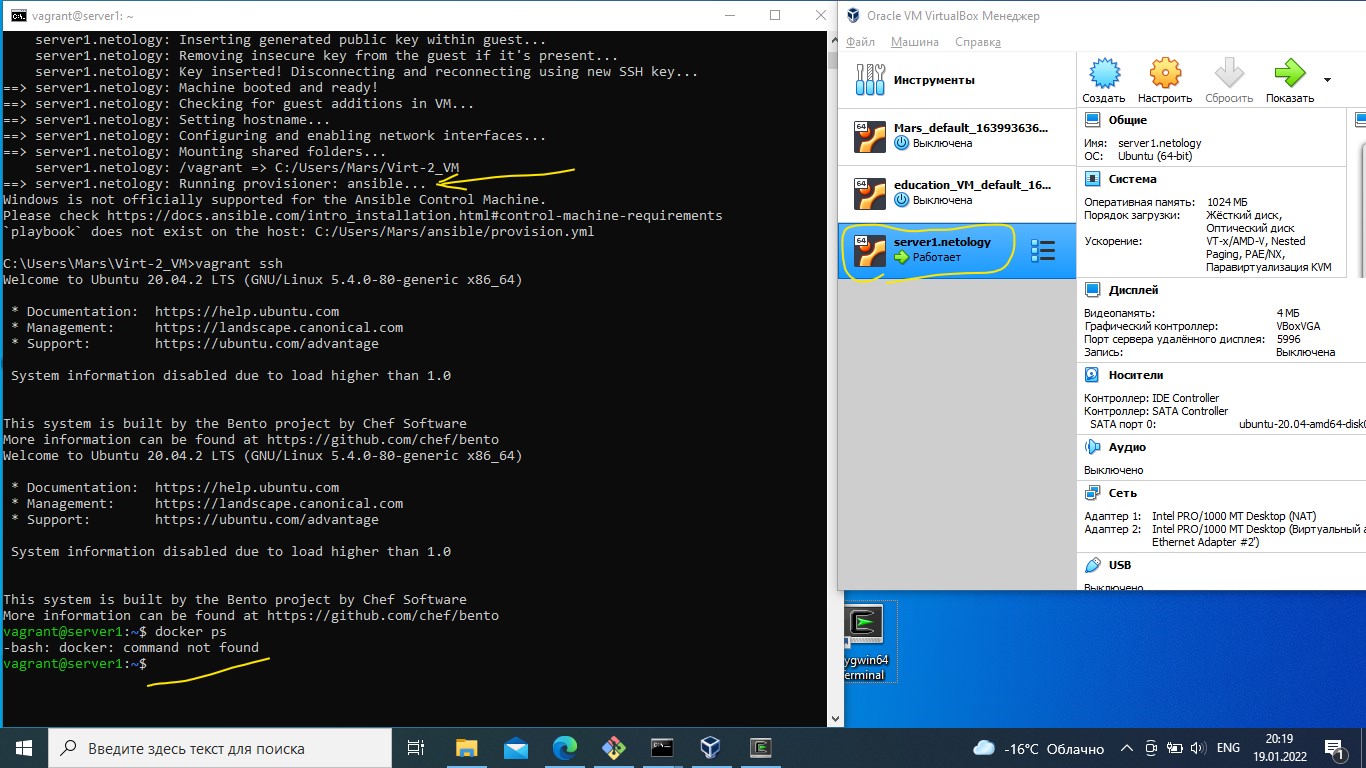 vagrant@server1: ~
server1.netology: Inserting generated public key within guest...
server1.netology: Removing insecure key from the guest if it's present...
server1.netology: Key inserted! Disconnecting and reconnecting using new SSH key...
==> server1.netology: Machine booted and ready!
==> server1.netology: Checking for guest additions in VM...
==> server1.netology: Setting hostname...
==> server1.netology: Configuring and enabling network interfaces...
==> server1.netology: Mounting shared folders...
server1.netology: /vagrant => C:/Users/Mars/Virt-2_VM
==> server1.netology: Running provisioner: ansible...
Windows is not officially supported for the Ansible Control Machine.
Please check https://docs.ansible.com/intro_installation.html#control-machine-requirements
`playbook` does not exist on the host: C:/Users/Mars/ansible/provision.yml
C:\Users\Mars\Virt-2_VM>vagrant ssh
Welcome to Ubuntu 20.04.2 LTS (GNU/Linux 5.4.0-80-generic x86_64)
* Documentation:  https://help.ubuntu.com
* Management:     https://landscape.canonical.com
* Support:        https://ubuntu.com/advantage
System information disabled due to load higher than 1.0
This system is built by the Bento project by Chef Software
More information can be found at https://github.com/chef/bento
Welcome to Ubuntu 20.04.2 LTS (GNU/Linux 5.4.0-80-generic x86_64)
* Documentation:  https://help.ubuntu.com
* Management:     https://landscape.canonical.com
* Support:        https://ubuntu.com/advantage
System information disabled due to load higher than 1.0
This system is built by the Bento project by Chef Software
More information can be found at https://github.com/chef/bento
vagrant@server1:~$ docker ps
-bash: docker: command not found
vagrant@server1:~$
Oracle VM VirtualBox Менеджер
Файл Машина Справка
Инструменты
64 Mars_default_163993636...
Выключена
64 education_VM_default_16...
Выключена
64 server1.netology
Работает
Создать Настроить Сбросить Показать
Общие
Имя: server1.netology
ОС: Ubuntu (64-bit)
Система
Оперативная память: 1024 МБ
Порядок загрузки: Жёсткий диск,
Оптический диск
Ускорение: VT-x/AMD-V, Nested
Paging, PAE/NX,
Паравиртуализация KVM
Дисплей
Видеопамять: 4 МБ
Графический контроллер: VBoxVGA
Порт сервера удалённого дисплея: 5996
Запись: Выключена
Носители
Контроллер: IDE Controller
Контроллер: SATA Controller
SATA порт 0: ubuntu-20.04-amd64-disk0
Аудио
Выключено
Сеть
Адаптер 1: Intel PRO/1000 MT Desktop (NAT)
Адаптер 2: Intel PRO/1000 MT Desktop (Виртуальный а
Ethernet Adapter #2')
USB
Выключено
ygwin64
erminal
Введите здесь текст для поиска
-16°C Облачно
ENG
20:19
19.01.2022
1